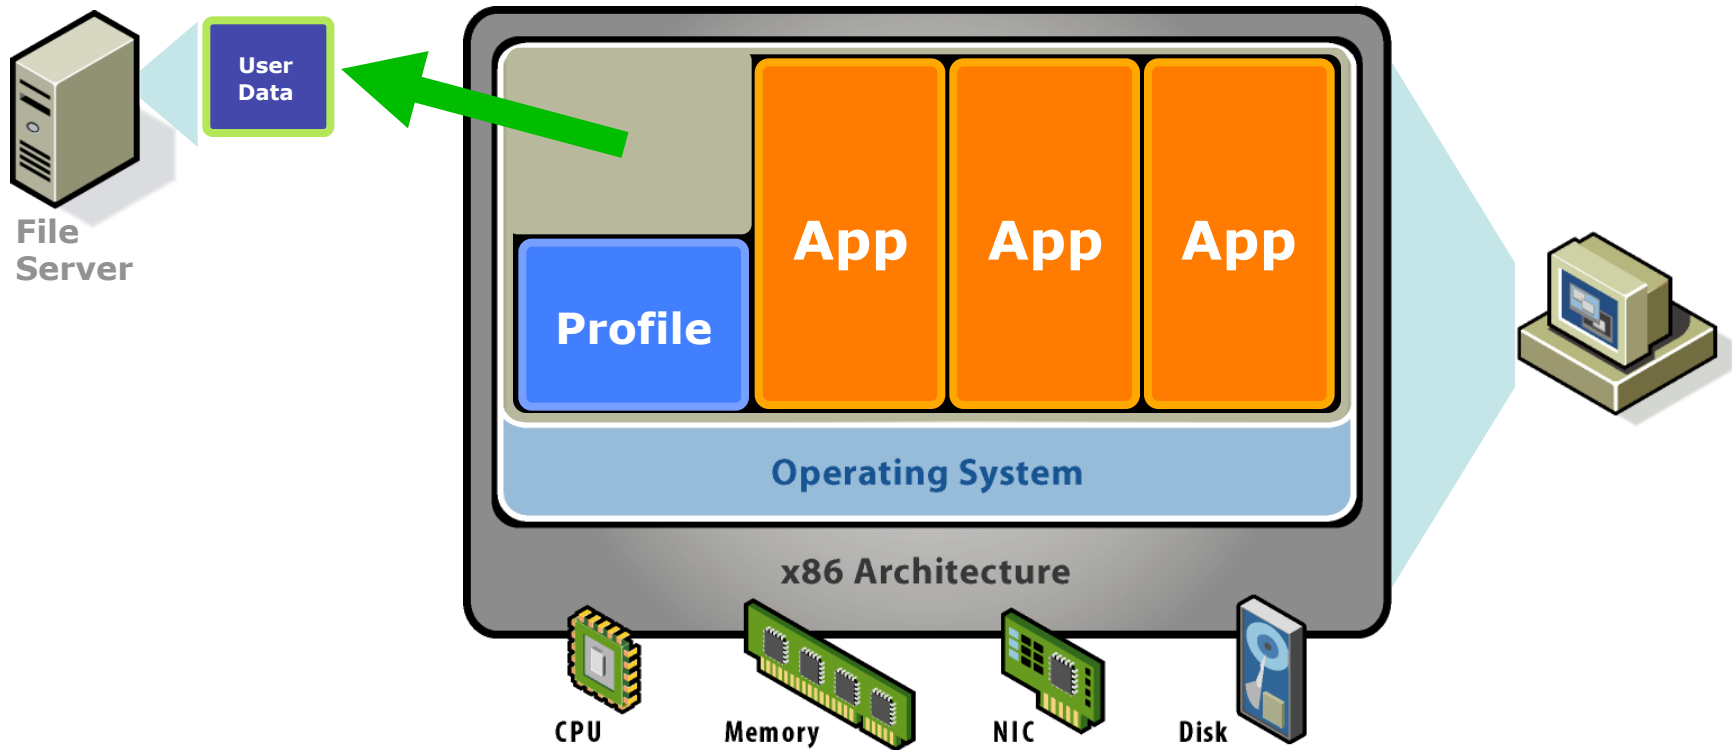 User
Data
File
Server
App
App
App
Profile
Operating System
x86 Architecture
CPU
Memory
NIC
Disk